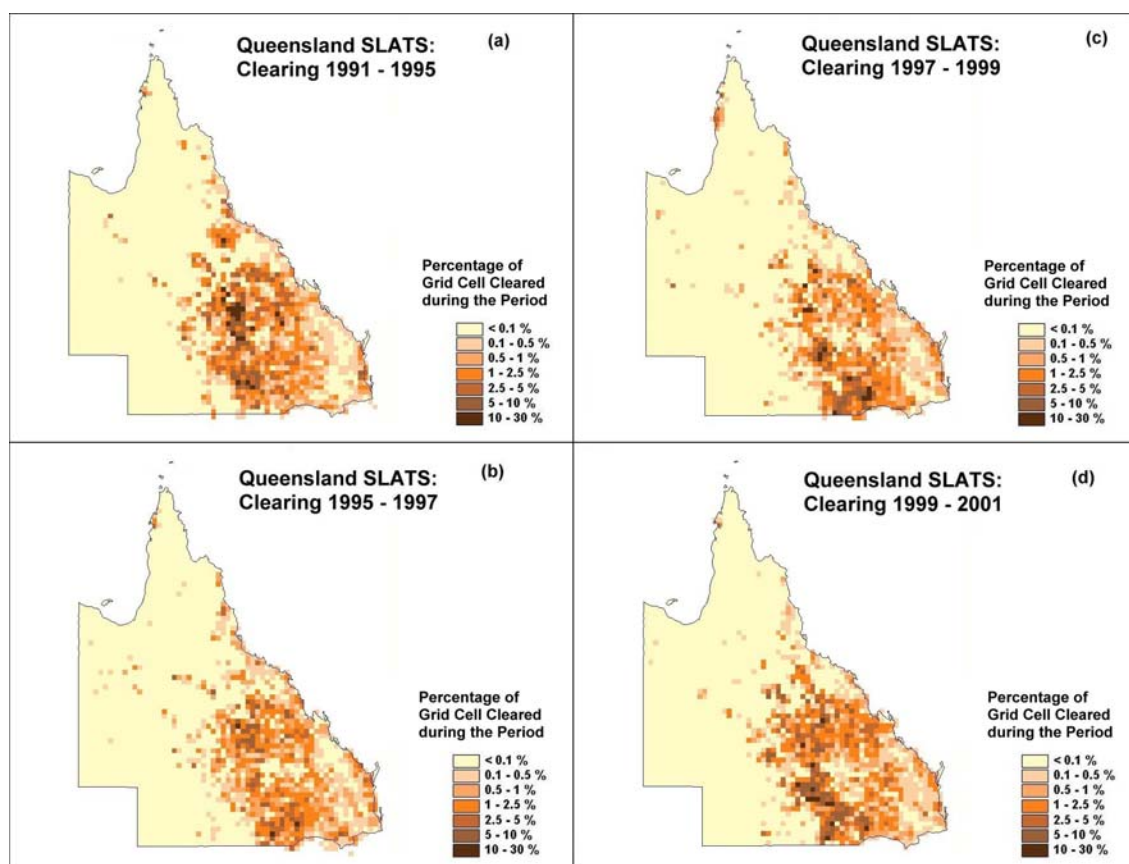 Queensland SLATS:
Clearing 1991 - 1995
(a)
Percentage of
Grid Cell Cleared
during the Period
< 0.1 %
0.1 - 0.5 %
0.5 - 1 %
1 - 2.5 %
2.5 - 5 %
5 - 10 %
10 - 30 %
Queensland SLATS:
Clearing 1997 - 1999
(c)
Percentage of
Grid Cell Cleared
during the Period
< 0.1 %
0.1 - 0.5 %
0.5 - 1 %
1 - 2.5 %
2.5 - 5 %
5 - 10 %
10 - 30 %
Queensland SLATS:
Clearing 1995 - 1997
(b)
Percentage of
Grid Cell Cleared
during the Period
< 0.1 %
0.1 - 0.5 %
0.5 - 1 %
1 - 2.5 %
2.5 - 5 %
5 - 10 %
10 - 30 %
Queensland SLATS:
Clearing 1999 - 2001
(d)
Percentage of
Grid Cell Cleared
during the Period
< 0.1 %
0.1 - 0.5 %
0.5 - 1 %
1 - 2.5 %
2.5 - 5 %
5 - 10 %
10 - 30 %